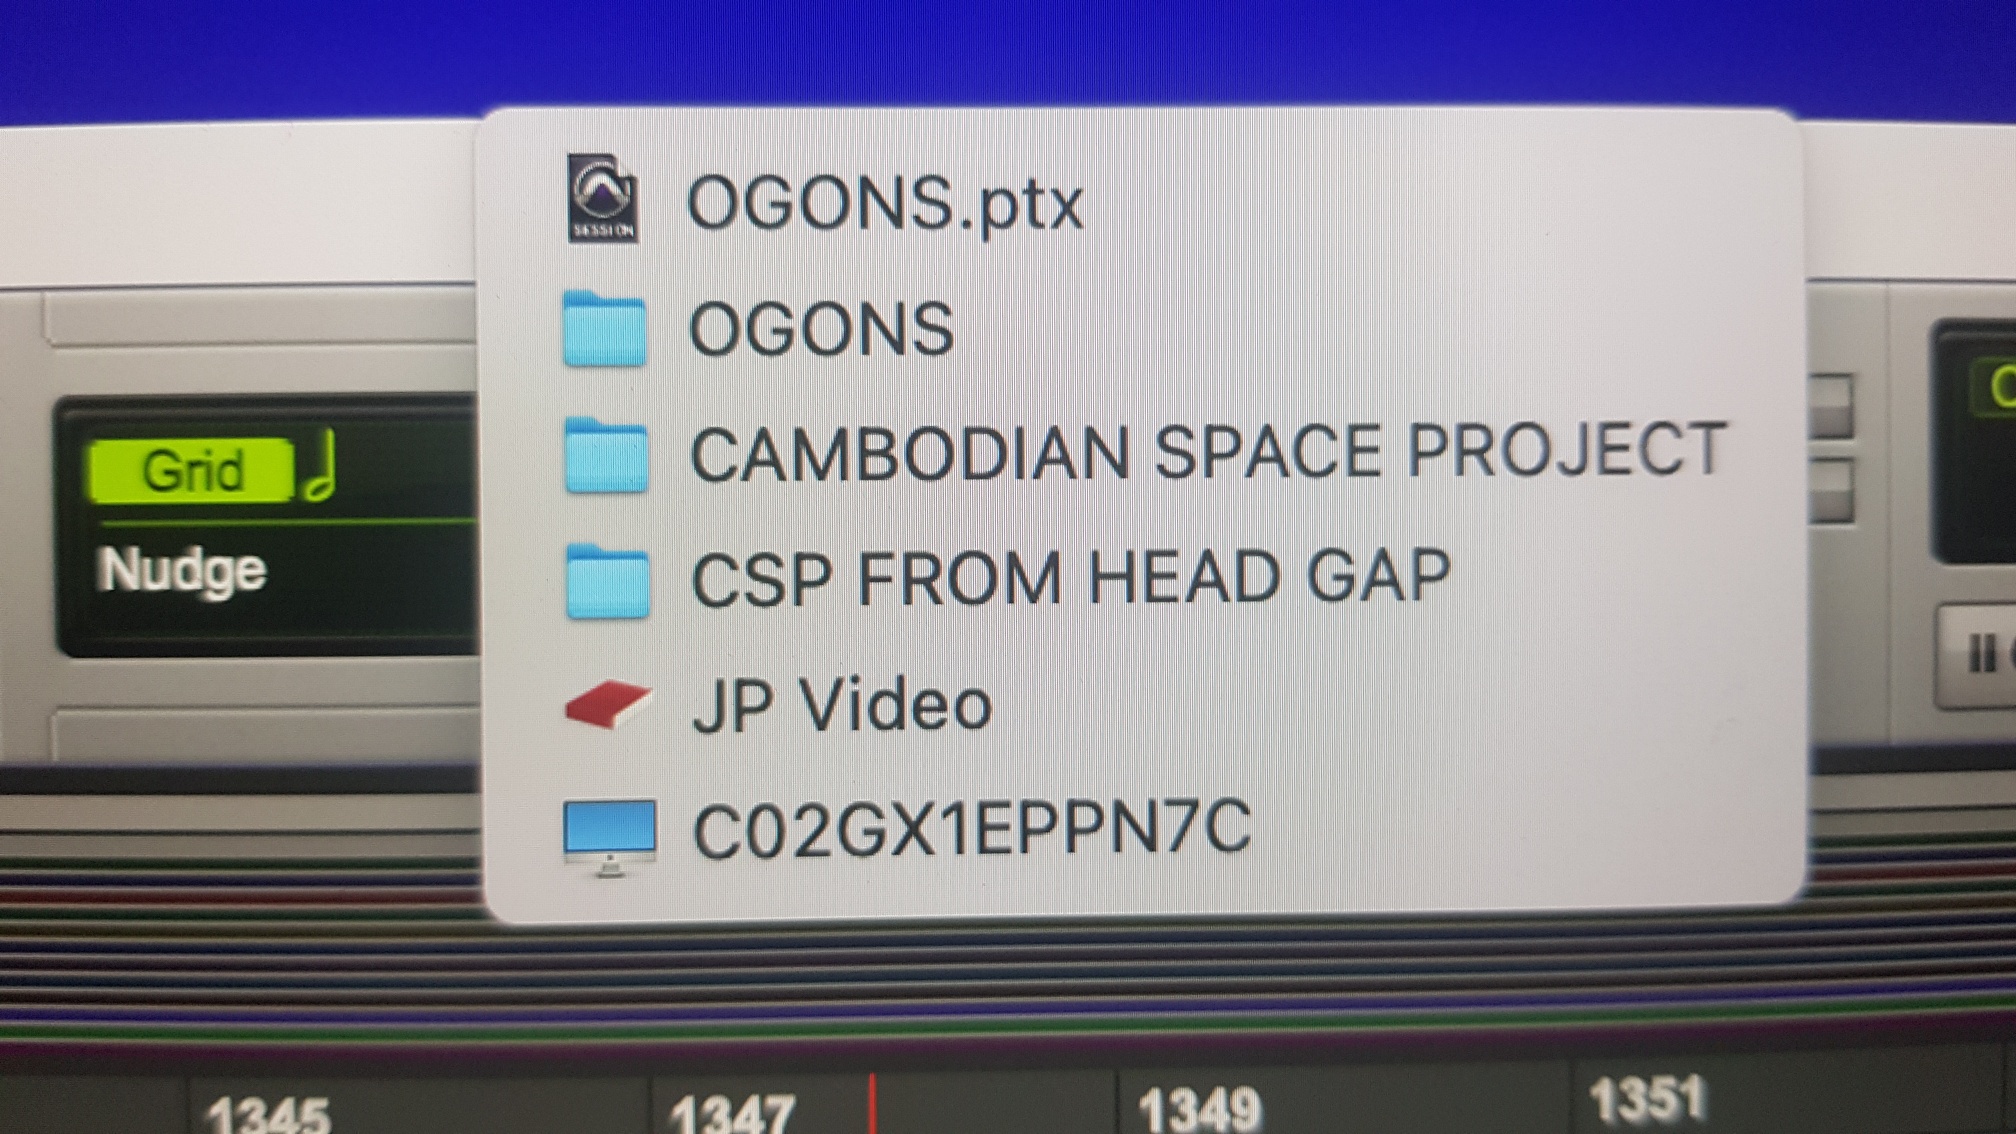 SESSION
OGONS.ptx
OGONS
CAMBODIAN SPACE PROJECT
Grid
CSP FROM HEAD GAP
Nudge
JP Video
C02GX1EPPN7C
1345
1347
1349
1351